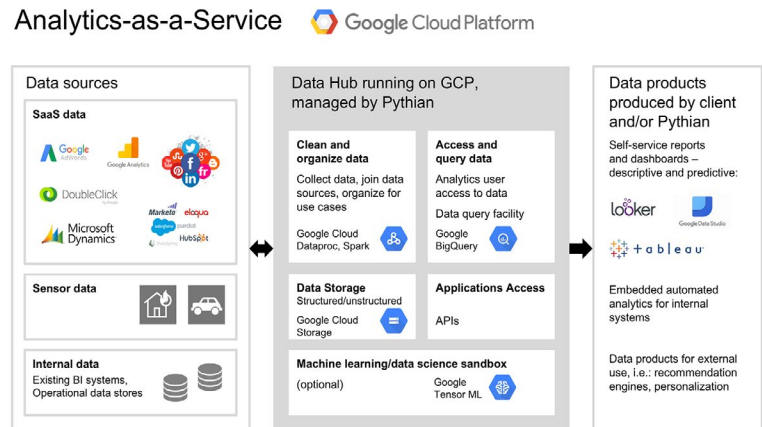 Analytics-as-a-Service
Google Cloud Platform
Data sources
SaaS data
Google
AdWords
Google Analytics
DoubleClick
by Google
Microsoft
Dynamics
Marketo
eloqua
salesforce
pardot
HubSpot
Sensor data
Internal data
Existing BI systems,
Operational data stores
Data Hub running on GCP,
managed by Pythian
Clean and
organize data
Collect data, join data
sources, organize for
use cases
Google Cloud
Dataproc, Spark
Access and
query data
Analytics user
access to data
Data query facility
Google
BigQuery
Data Storage
Structured/unstructured
Google Cloud
Storage
Applications Access
APIs
Machine learning/data science sandbox
(optional)
Google
Tensor ML
Data products
produced by client
and/or Pythian
Self-service reports
and dashboards –
descriptive and predictive:
looker
Google Data Studio
+ableau
Embedded automated
analytics for internal
systems
Data products for external
use, i.e.: recommendation
engines, personalization